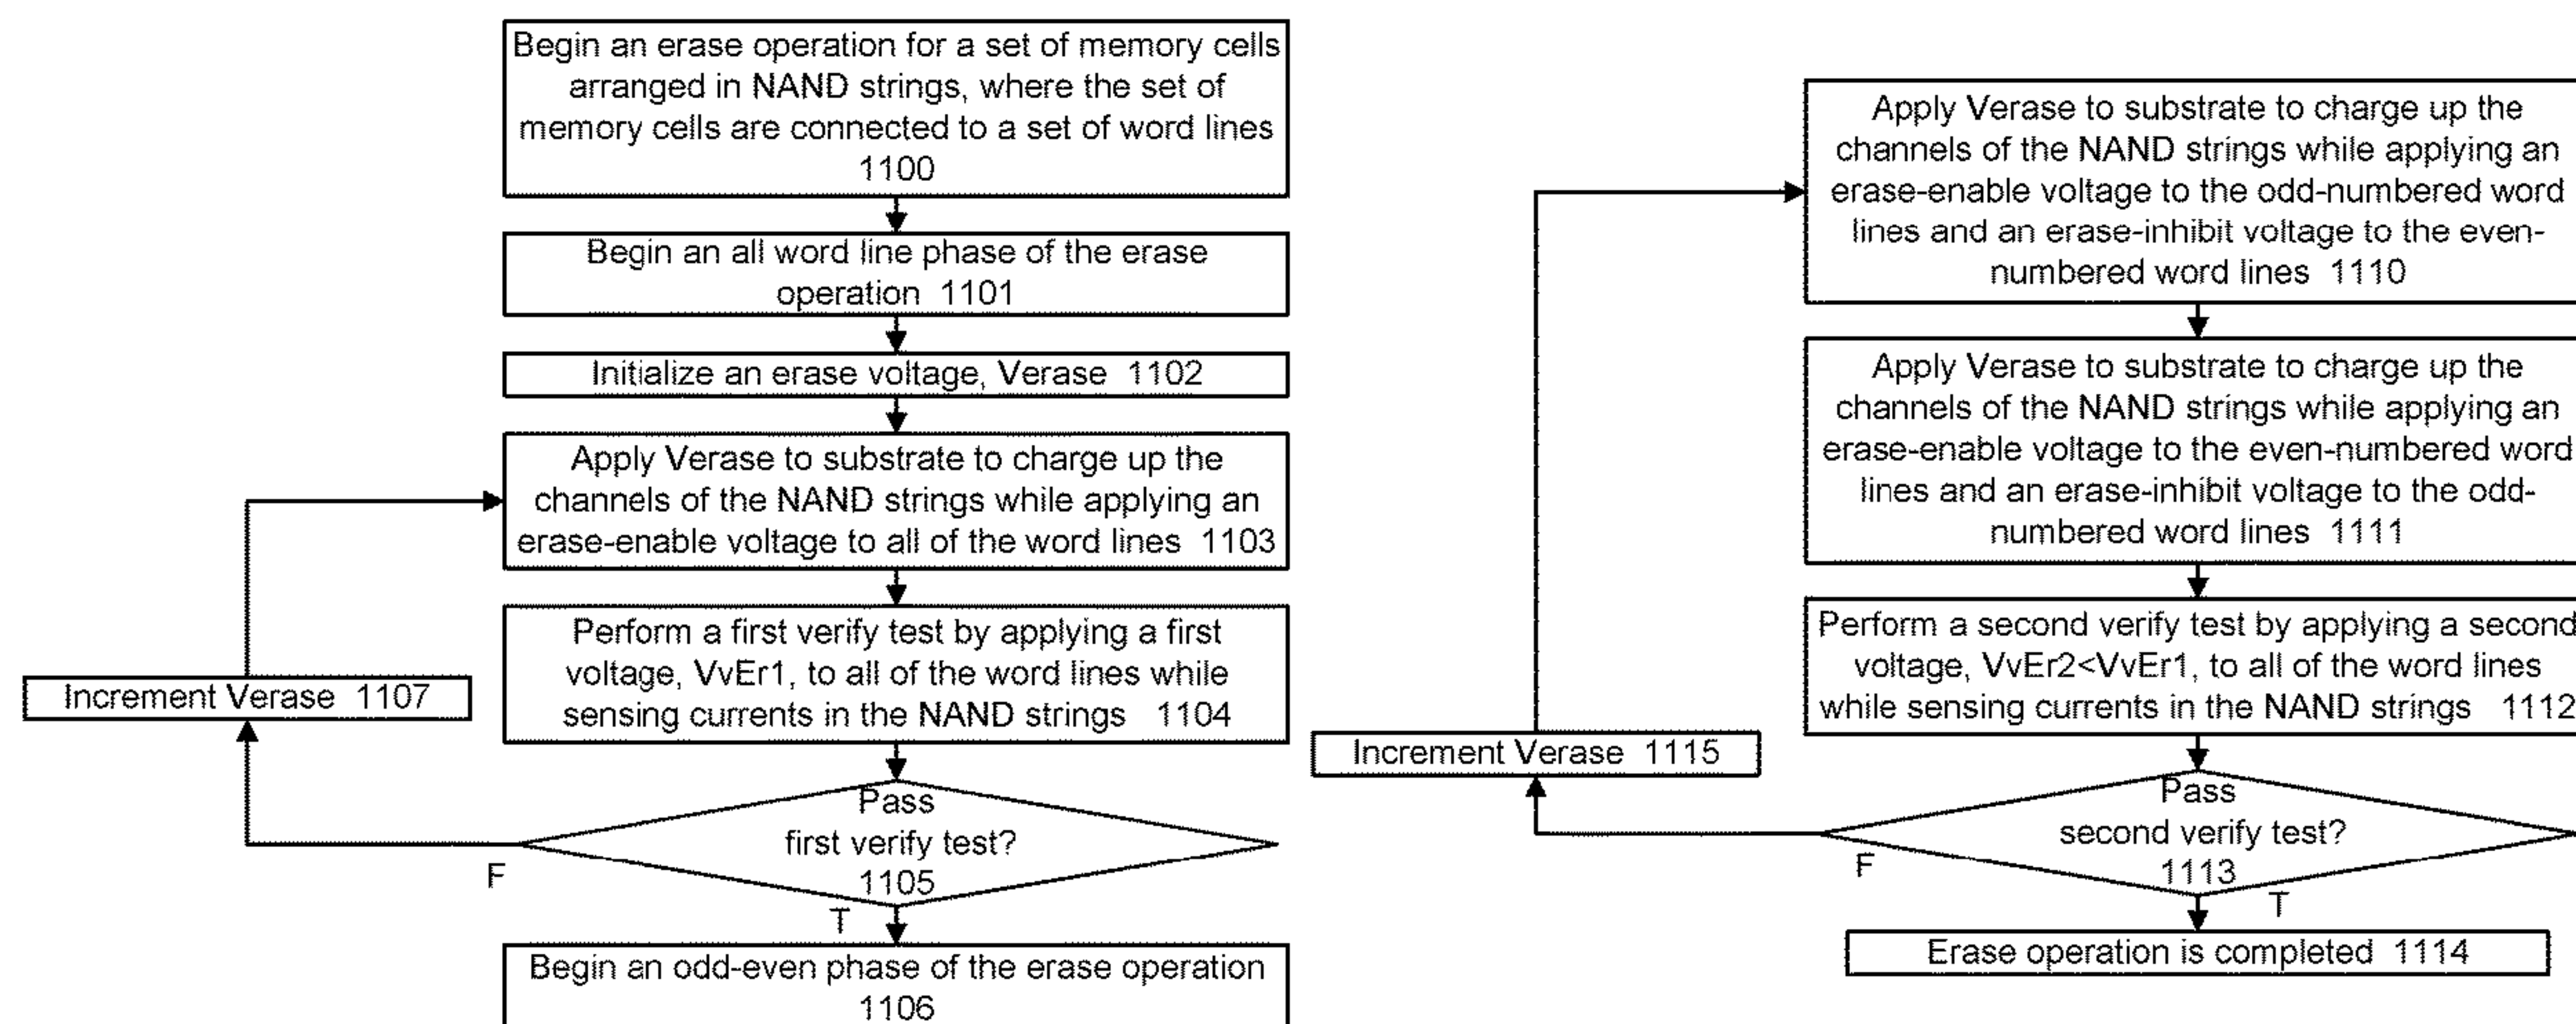 Begin an erase operation for a set of memory cells
arranged in NAND strings, where the set of
memory cells are connected to a set of word lines
1100
Begin an all word line phase of the erase
operation 1101
Initialize an erase voltage, Verase 1102
Apply Verase to substrate to charge up the
channels of the NAND strings while applying an
erase-enable voltage to all of the word lines 1103
Perform a first verify test by applying a first
voltage, VvEr1, to all of the word lines while
sensing currents in the NAND strings 1104
Increment Verase 1107
Pass
first verify test?
1105
F
T
Begin an odd-even phase of the erase operation
1106
Apply Verase to substrate to charge up the
channels of the NAND strings while applying an
erase-enable voltage to the odd-numbered word
lines and an erase-inhibit voltage to the even-
numbered word lines 1110
Apply Verase to substrate to charge up the
channels of the NAND strings while applying an
erase-enable voltage to the even-numbered word
lines and an erase-inhibit voltage to the odd-
numbered word lines 1111
Perform a second verify test by applying a second
voltage, VvEr2<VvEr1, to all of the word lines
while sensing currents in the NAND strings 1112
Increment Verase 1115
Pass
second verify test?
1113
F
T
Erase operation is completed 1114